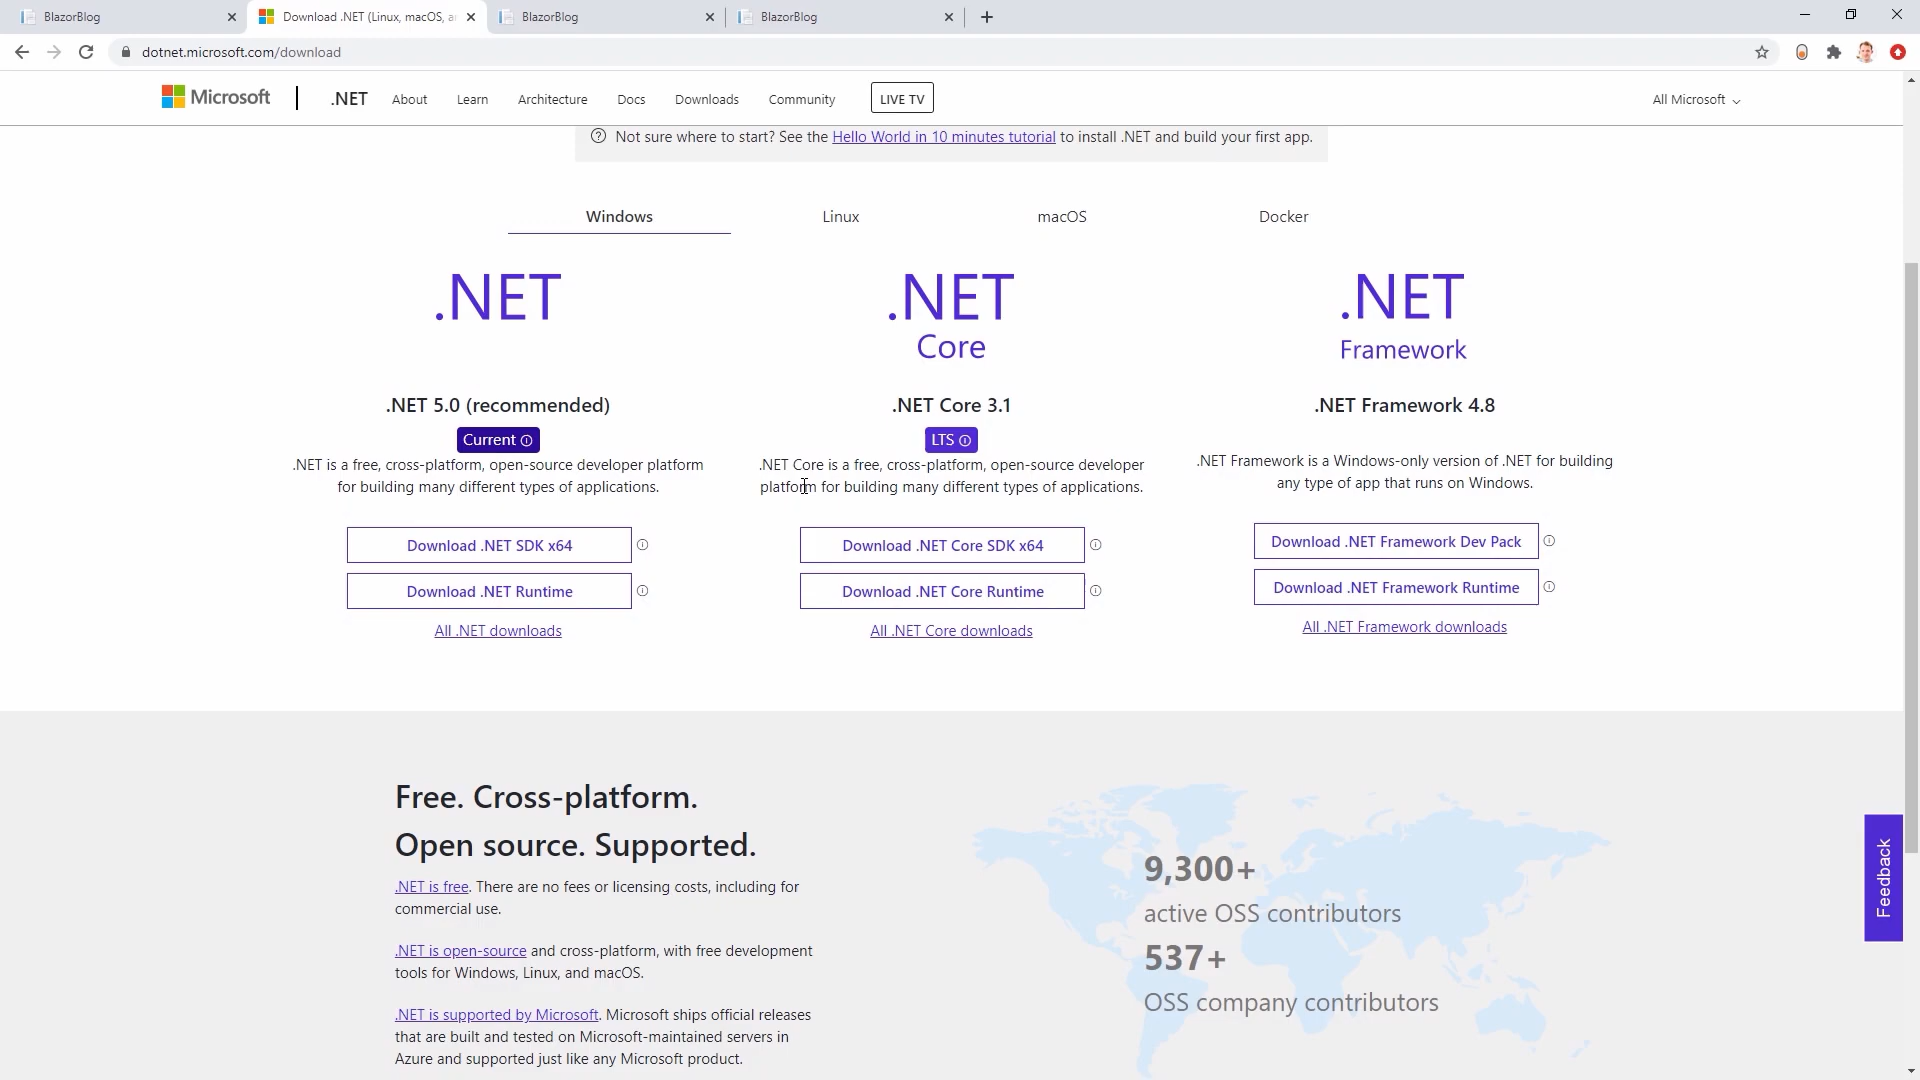 BlazorBlog
Download .NET (Linux, macOS, a
BlazorBlog
BlazorBlog
dotnet.microsoft.com/download
Microsoft
.NET
About
Learn
Architecture
Docs
Downloads
Community
LIVE TV
All Microsoft
Not sure where to start? See the Hello World in 10 minutes tutorial to install .NET and build your first app.
Windows
Linux
macOS
Docker
.NET
.NET 5.0 (recommended)
Current
.NET is a free, cross-platform, open-source developer platform
for building many different types of applications.
Download .NET SDK x64
Download .NET Runtime
All .NET downloads
.NET
Core
.NET Core 3.1
LTS
.NET Core is a free, cross-platform, open-source developer
platform for building many different types of applications.
Download .NET Core SDK x64
Download .NET Core Runtime
All .NET Core downloads
.NET
Framework
.NET Framework 4.8
.NET Framework is a Windows-only version of .NET for building
any type of app that runs on Windows.
Download .NET Framework Dev Pack
Download .NET Framework Runtime
All .NET Framework downloads
Free. Cross-platform.
Open source. Supported.
.NET is free. There are no fees or licensing costs, including for
commercial use.
.NET is open-source and cross-platform, with free development
tools for Windows, Linux, and macOS.
.NET is supported by Microsoft. Microsoft ships official releases
that are built and tested on Microsoft-maintained servers in
Azure and supported just like any Microsoft product.
9,300+
active OSS contributors
537+
OSS company contributors
Feedback